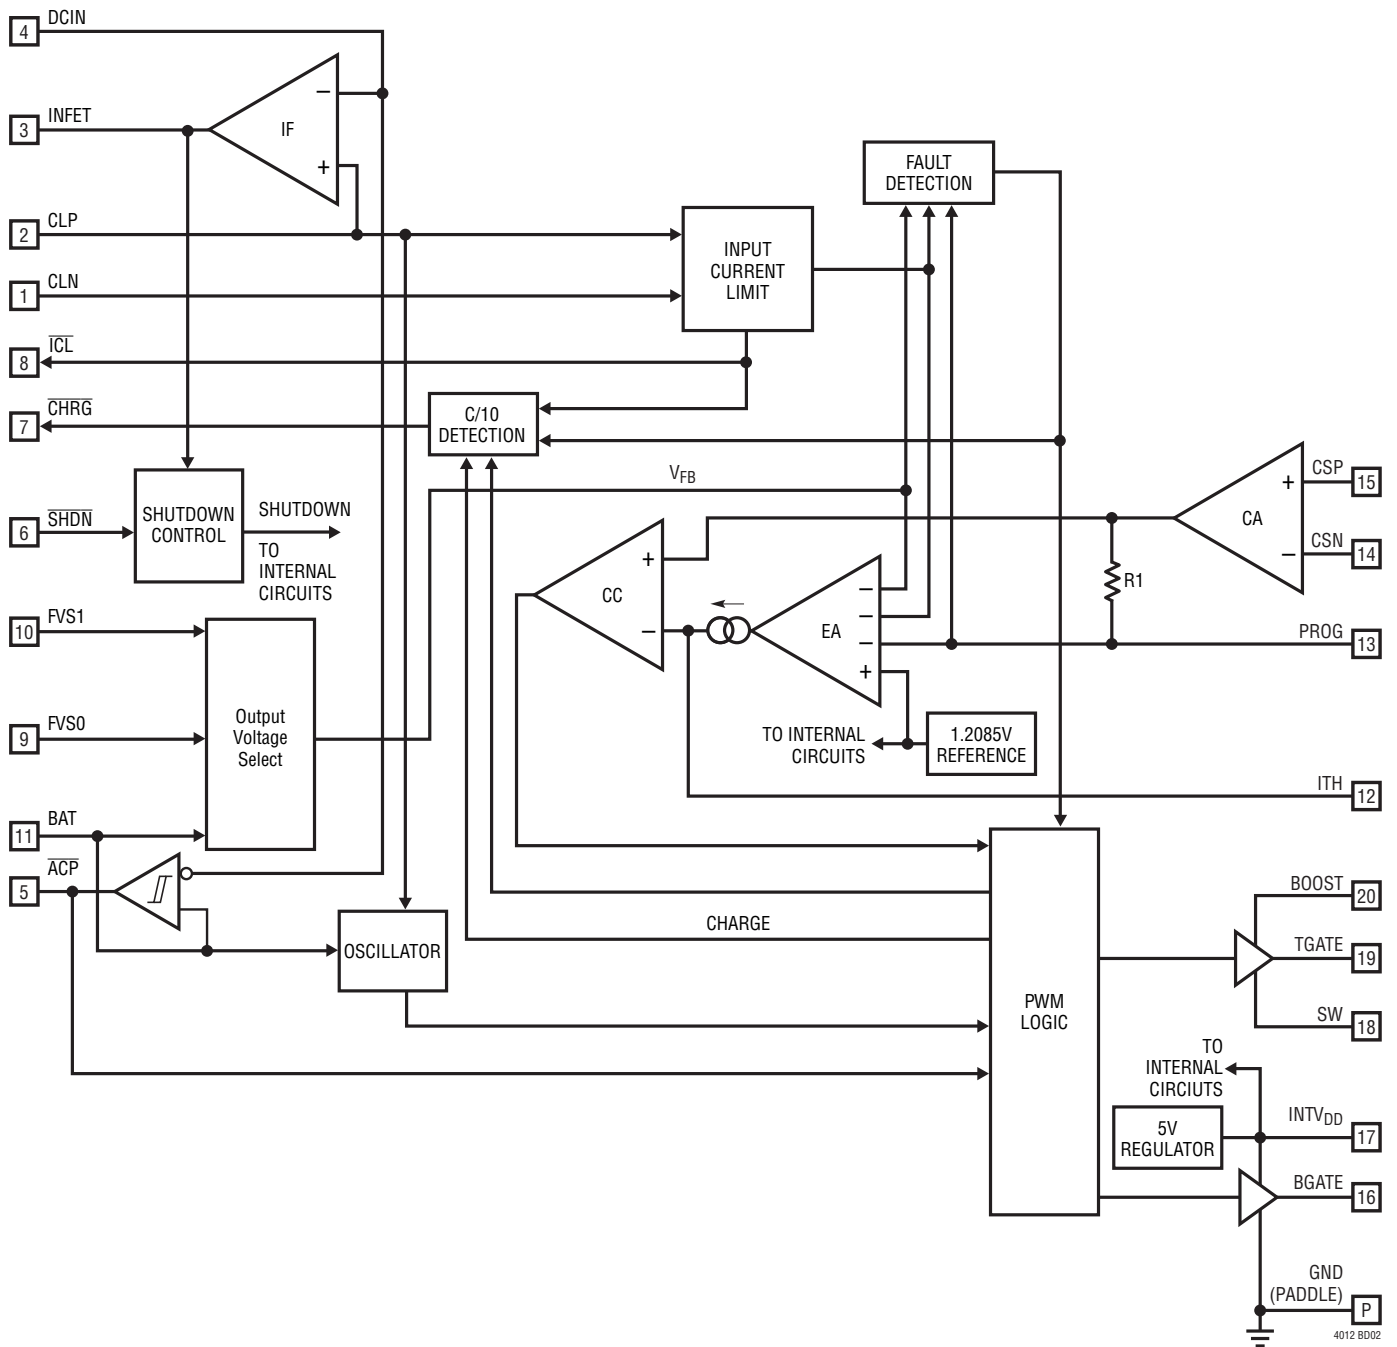 DCIN
4
INFET
3
IF
−
+
CLP
2
CLN
1
ICL
8
CHRG
7
INPUT
CURRENT
LIMIT
FAULT
DETECTION
C/10
DETECTION
VFB
SHDN
6
SHUTDOWN
CONTROL
SHUTDOWN
TO
INTERNAL
CIRCUITS
CSP
15
CSN
14
+
−
CA
R1
PROG
13
+
−
CC
EA
−
−
−
+
FVS1
10
FVS0
9
BAT
11
Output
Voltage
Select
TO INTERNAL
CIRCUITS
1.2085V
REFERENCE
ITH
12
ACP
5
OSCILLATOR
CHARGE
PWM
LOGIC
BOOST
20
TGATE
19
SW
18
TO
INTERNAL
CIRCIUTS
5V
REGULATOR
INTVDD
17
BGATE
16
GND
(PADDLE)
P
4012 BD02